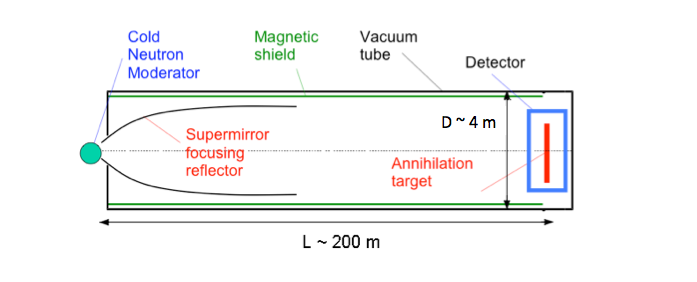 Cold
Neutron
Moderator
Magnetic
shield
Vacuum
tube
Detector
D ~ 4 m
Supermirror
focusing
reflector
Annihilation
target
L ~ 200 m